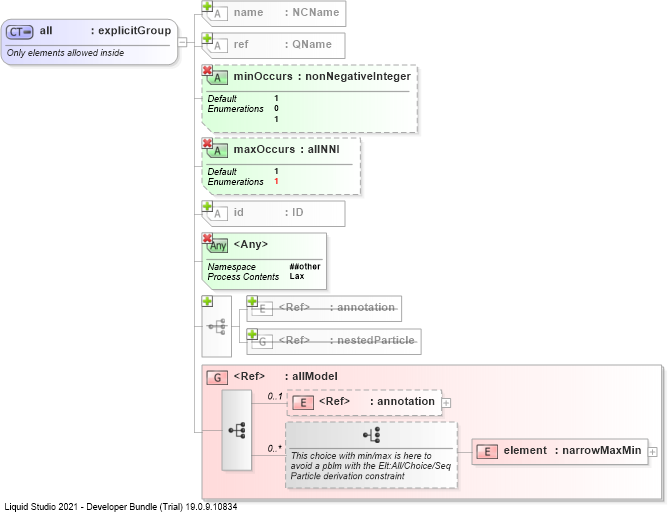 A name : NCName
CT all : explicitGroup
Only elements allowed inside
A ref : QName
A minOccurs : nonNegativeInteger
Default 1
Enumerations 0
1
A maxOccurs : allNNI
Default 1
Enumerations 1
A id : ID
Any <Any>
Namespace ##other
Process Contents Lax
E <Ref> : annotation
G <Ref> : nestedParticle
G <Ref> : allModel
0..1
E <Ref> : annotation
0..*
This choice with min/max is here to
avoid a pblm with the Elt:All/Choice/Seq
Particle derivation constraint
E element : narrowMaxMin
Liquid Studio 2021 - Developer Bundle (Trial) 19.0.9.10834